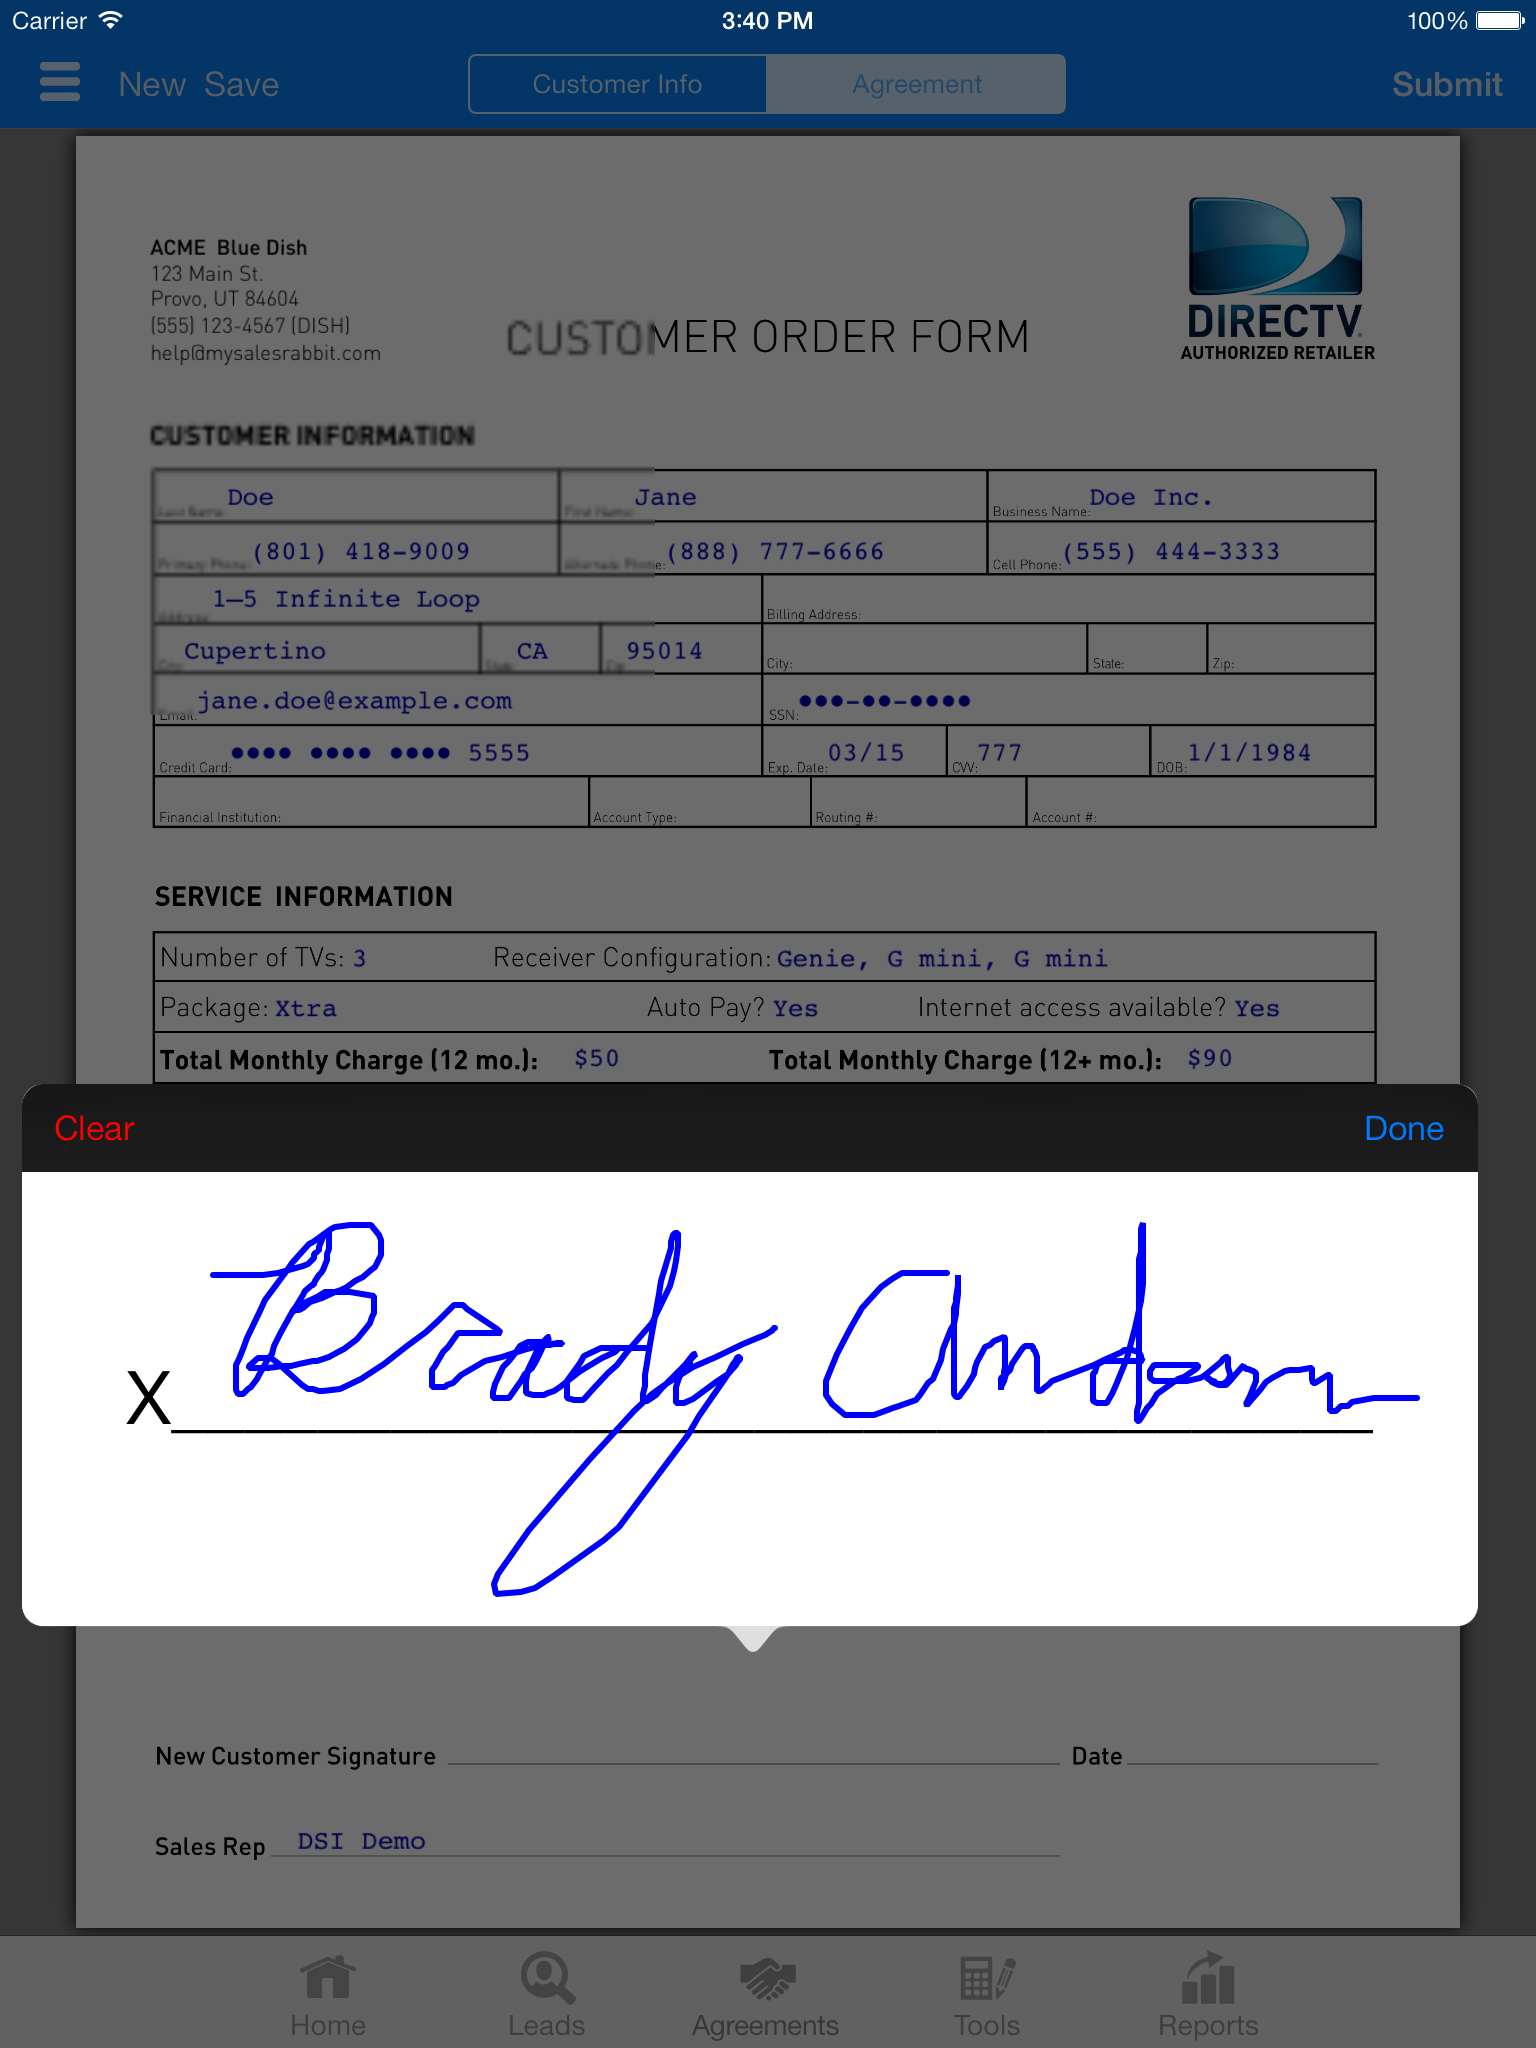 Carrier 3:40 PM 100%
New Save Customer Info Agreement Submit
ACME Blue Dish
123 Main St.
Provo, UT 84604
(555) 123-4567 (DISH)
help@mysalesrabbit.com
CUSTOMER ORDER FORM
DIRECTV
AUTHORIZED RETAILER
CUSTOMER INFORMATION
Last Name: Doe First Name: Jane Business Name: Doe Inc.
Primary Phone: (801) 418-9009 Alternate Phone: (888) 777-6666 Cell Phone: (555) 444-3333
Address: 1–5 Infinite Loop Billing Address:
City: Cupertino State: CA Zip: 95014 City: State: Zip:
Email: jane.doe@example.com SSN: •••-••-••••
Credit Card: •••• •••• •••• 5555 Exp. Date: 03/15 CVV: 777 DOB: 1/1/1984
Financial Institution: Account Type: Routing #: Account #:
SERVICE INFORMATION
Number of TVs: 3 Receiver Configuration: Genie, G mini, G mini
Package: Xtra Auto Pay? Yes Internet access available? Yes
Total Monthly Charge (12 mo.): $50 Total Monthly Charge (12+ mo.): $90
Clear Done
X Brady Anderson
New Customer Signature Date
Sales Rep DSI Demo
Home Leads Agreements Tools Reports